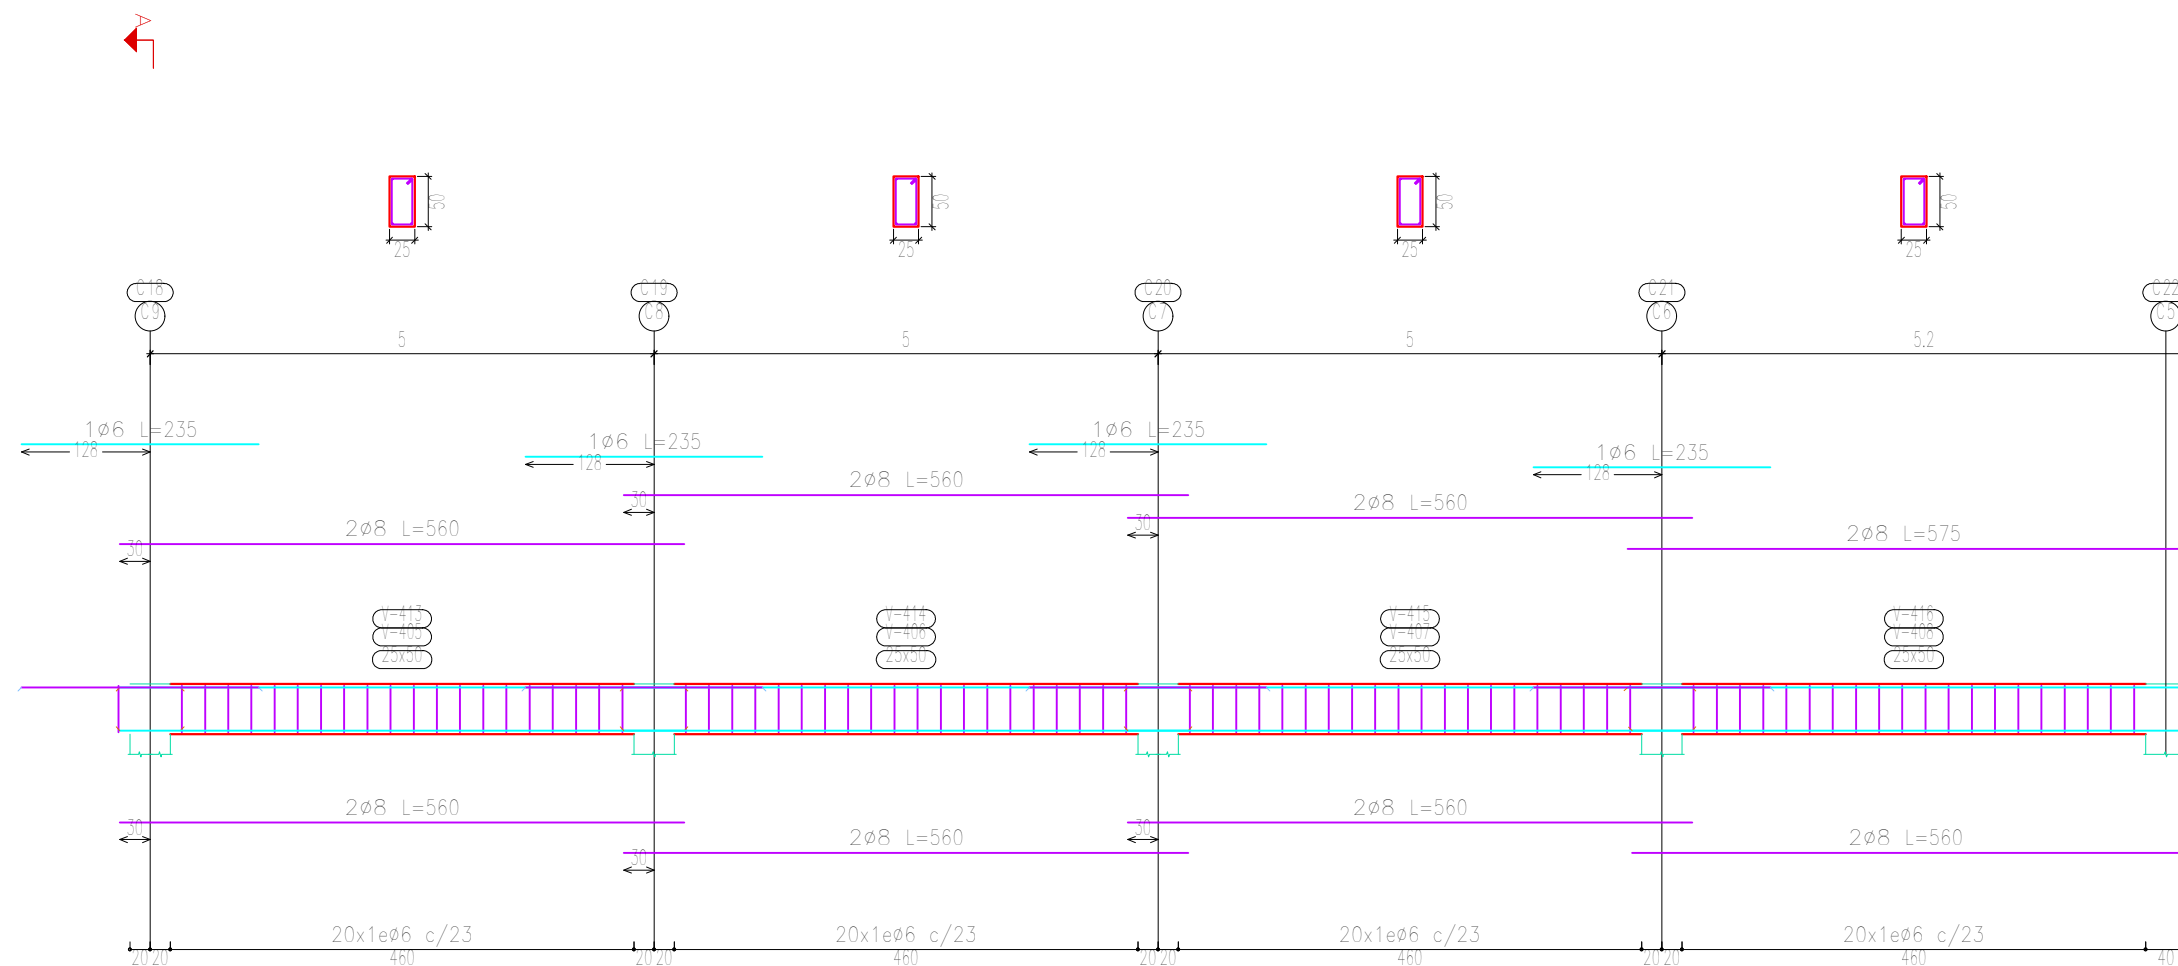 A
50
50
50
50
25
25
25
25
C18
C19
C20
C21
C22
C9
C8
C7
C6
C5
5
5
5
5.2
1ø6 L=235
128
1ø6 L=235
128
1ø6 L=235
128
1ø6 L=235
128
2ø8 L=560
30
2ø8 L=560
30
2ø8 L=560
30
2ø8 L=575
V-413
V-405
25x50
V-414
V-406
25x50
V-415
V-407
25x50
V-416
V-408
25x50
2ø8 L=560
30
2ø8 L=560
30
2ø8 L=560
30
2ø8 L=560
20x1eø6 c/23
20x1eø6 c/23
20x1eø6 c/23
20x1eø6 c/23
20 20
460
20 20
460
20 20
460
20 20
460
40